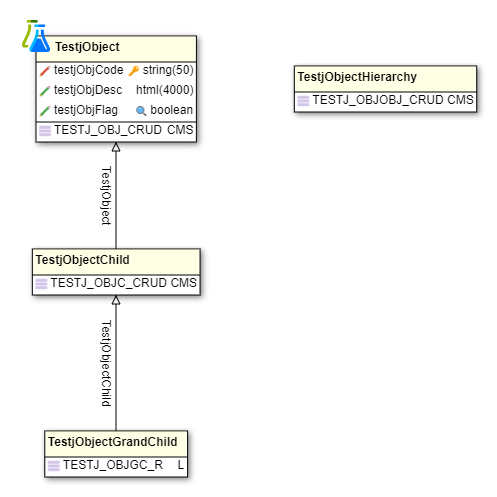 TestjObject
testjObjCode string(50)
testjObjDesc html(4000)
testjObjFlag boolean
TESTJ_OBJ_CRUD CMS
TestjObjectHierarchy
TESTJ_OBJOBJ_CRUD CMS
TestjObject
TestjObjectChild
TESTJ_OBJC_CRUD CMS
TestjObjectChild
TestjObjectGrandChild
TESTJ_OBJGC_R L